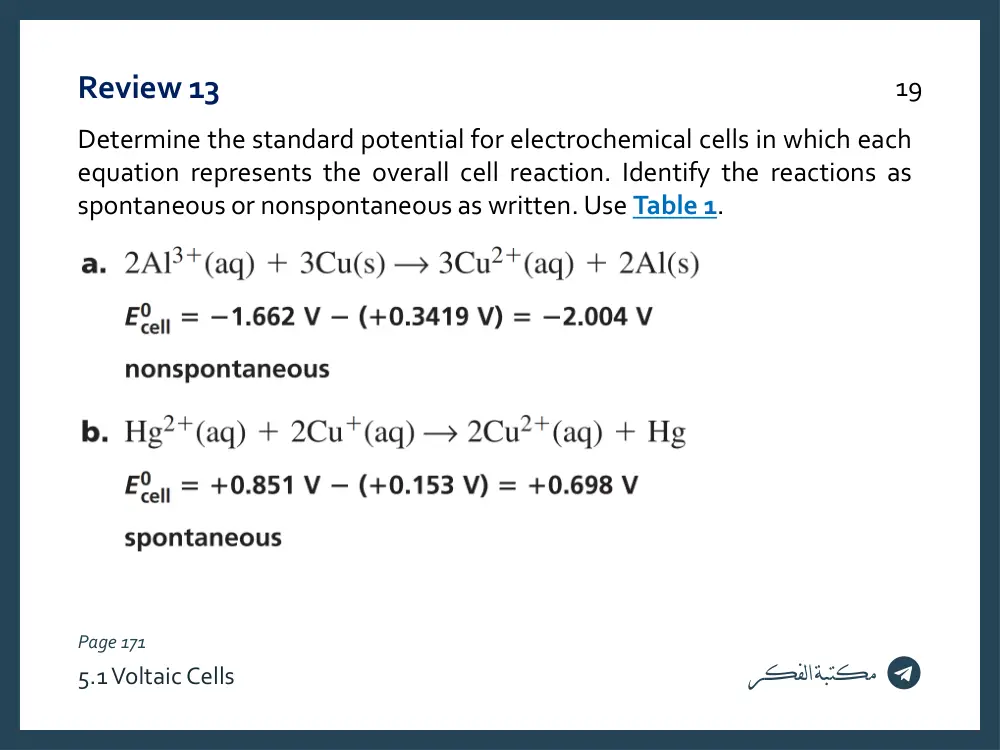 Review 13
19
Determine the standard potential for electrochemical cells in which each
equation represents the overall cell reaction. Identify the reactions as
spontaneous or nonspontaneous as written. Use Table 1.
a. 2Al³⁺(aq) + 3Cu(s) → 3Cu²⁺(aq) + 2Al(s)
E⁰cell = −1.662 V − (+0.3419 V) = −2.004 V
nonspontaneous
b. Hg²⁺(aq) + 2Cu⁺(aq) → 2Cu²⁺(aq) + Hg
E⁰cell = +0.851 V − (+0.153 V) = +0.698 V
spontaneous
Page 171
5.1 Voltaic Cells
مكتبة الفكر